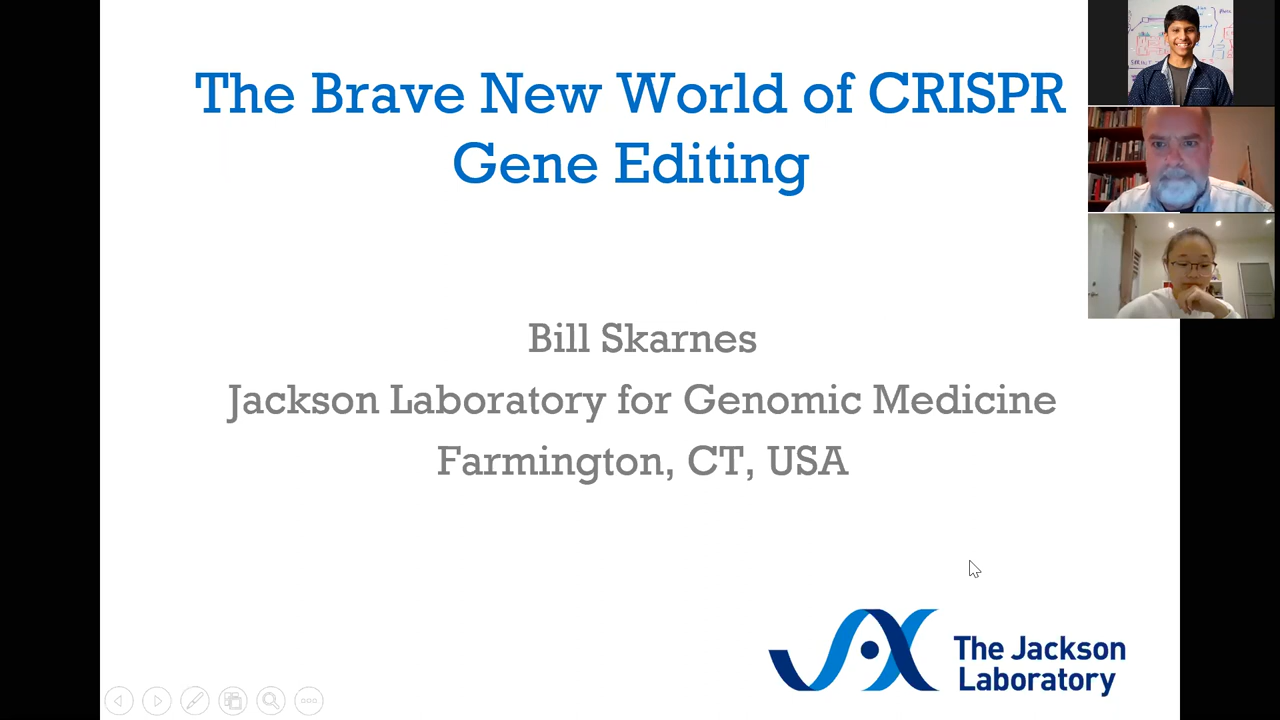 The Brave New World of CRISPR
Gene Editing
Bill Skarnes
Jackson Laboratory for Genomic Medicine
Farmington, CT, USA
The Jackson
Laboratory